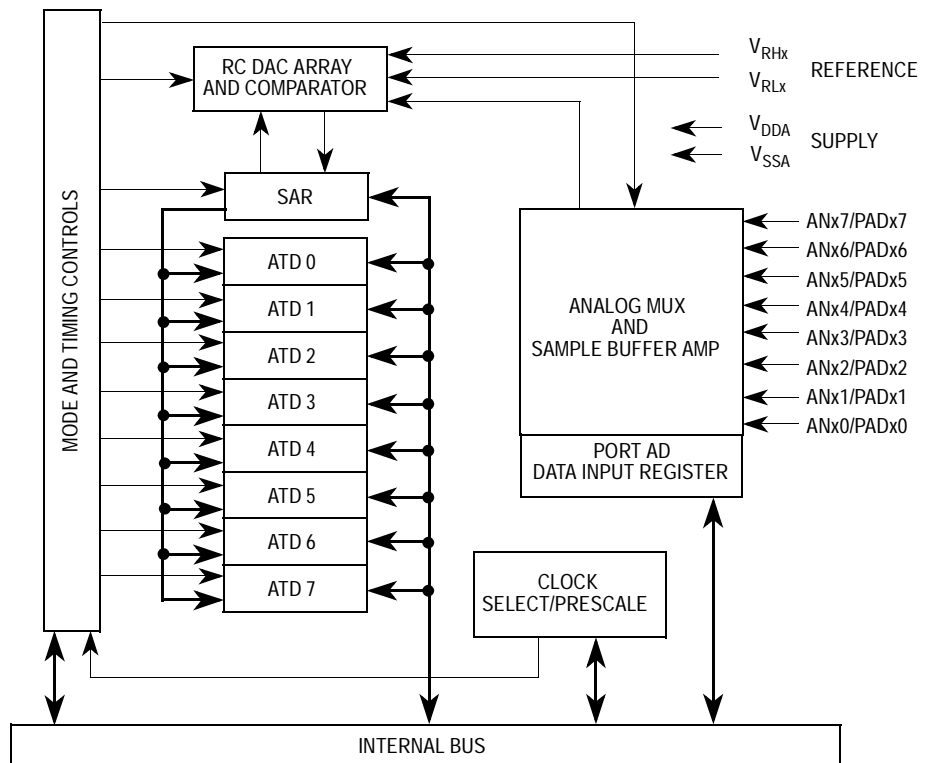 RC DAC ARRAY
AND COMPARATOR
VRHx
VRLx
REFERENCE
VDDA
VSSA
SUPPLY
MODE AND TIMING CONTROLS
SAR
ATD 0
ATD 1
ATD 2
ATD 3
ATD 4
ATD 5
ATD 6
ATD 7
ANALOG MUX
AND
SAMPLE BUFFER AMP
ANx7/PADx7
ANx6/PADx6
ANx5/PADx5
ANx4/PADx4
ANx3/PADx3
ANx2/PADx2
ANx1/PADx1
ANx0/PADx0
PORT AD
DATA INPUT REGISTER
CLOCK
SELECT/PRESCALE
INTERNAL BUS